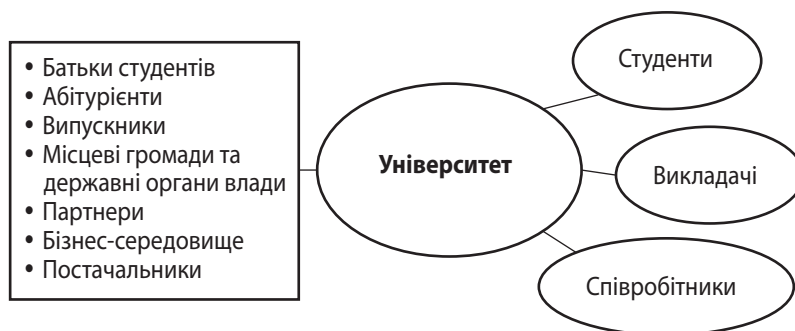 • Батьки студентів
• Абітурієнти
• Випускники
• Місцеві громади та
державні органи влади
• Партнери
• Бізнес-середовище
• Постачальники
Університет
Студенти
Викладачі
Співробітники